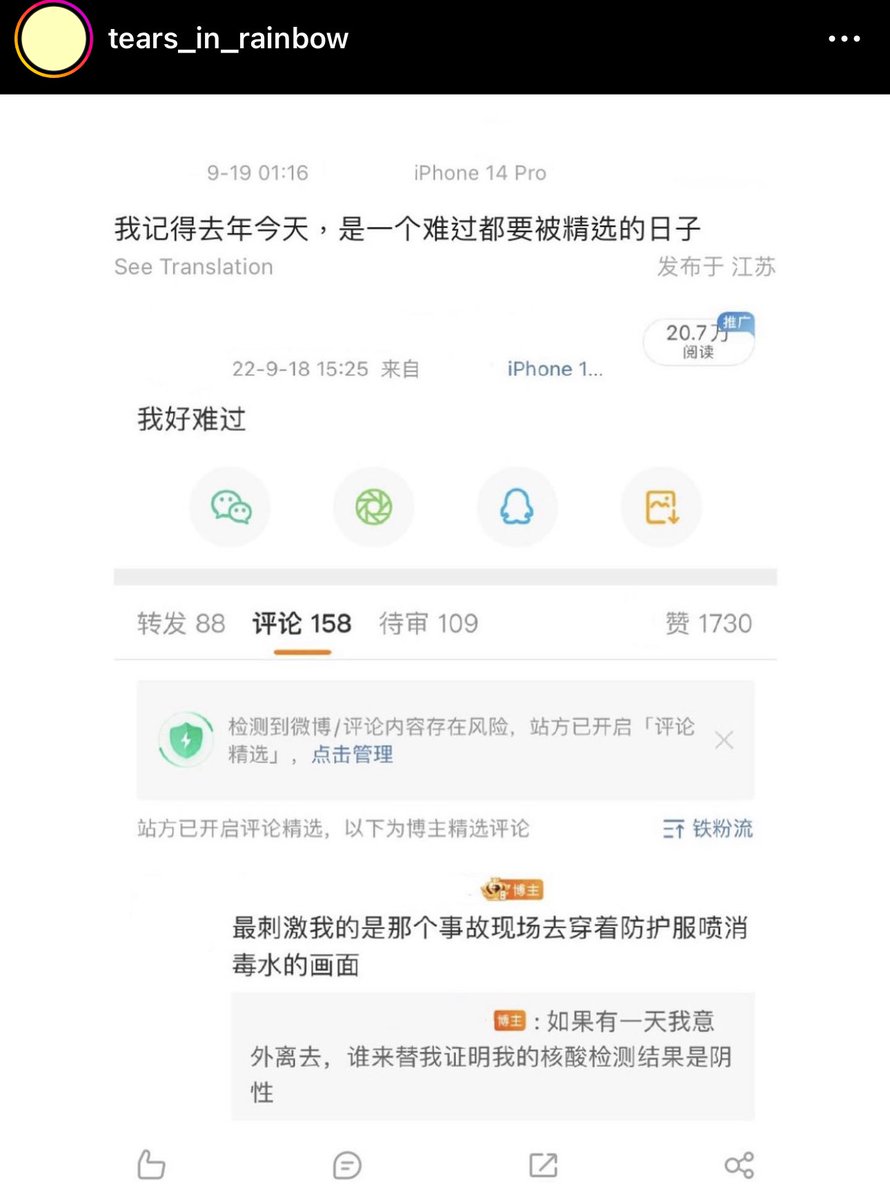 tears_in_rainbow
9-19 01:16 iPhone 14 Pro
我记得去年今天，是一个难过都要被精选的日子
See Translation 发布于 江苏
推广
20.7万
阅读
22-9-18 15:25 来自 iPhone 1...
我好难过
转发 88 评论 158 待审 109 赞 1730
检测到微博/评论内容存在风险，站方已开启「评论
精选」，点击管理
站方已开启评论精选，以下为博主精选评论 铁粉流
博主
最刺激我的是那个事故现场去穿着防护服喷消
毒水的画面
博主：如果有一天我意
外离去，谁来替我证明我的核酸检测结果是阴
性